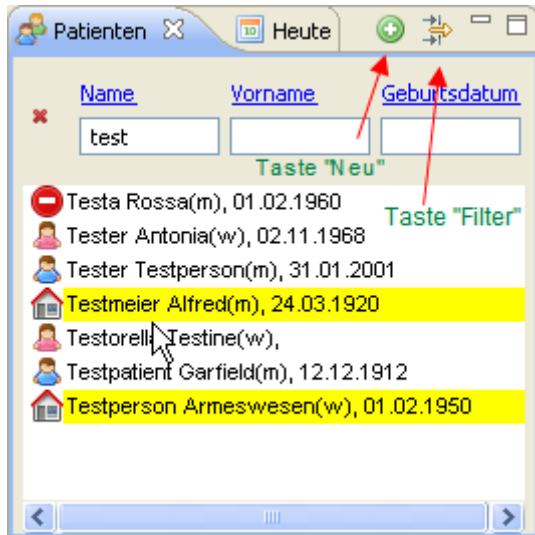 Patienten Heute
Name Vorname Geburtsdatum
test
Taste "Neu"
Taste "Filter"
Testa Rossa(m), 01.02.1960
Tester Antonia(w), 02.11.1968
Tester Testperson(m), 31.01.2001
Testmeier Alfred(m), 24.03.1920
Testorella Testine(w),
Testpatient Garfield(m), 12.12.1912
Testperson Armeswesen(w), 01.02.1950